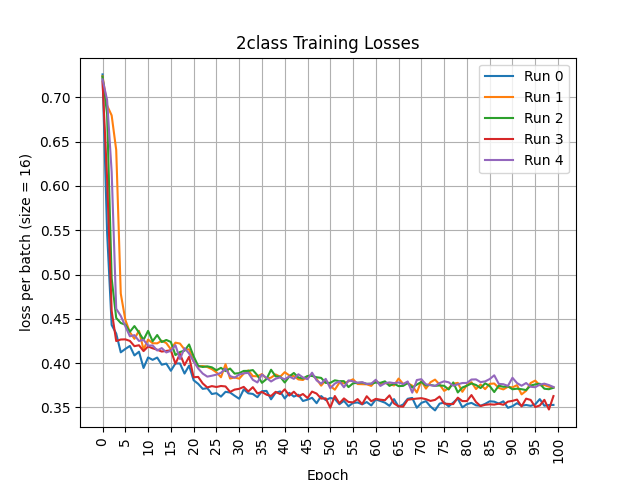 2class Training Losses
loss per batch (size = 16)
0.70
0.65
0.60
0.55
0.50
0.45
0.40
0.35
Run 0
Run 1
Run 2
Run 3
Run 4
0 5 10 15 20 25 30 35 40 45 50 55 60 65 70 75 80 85 90 95 100
Epoch